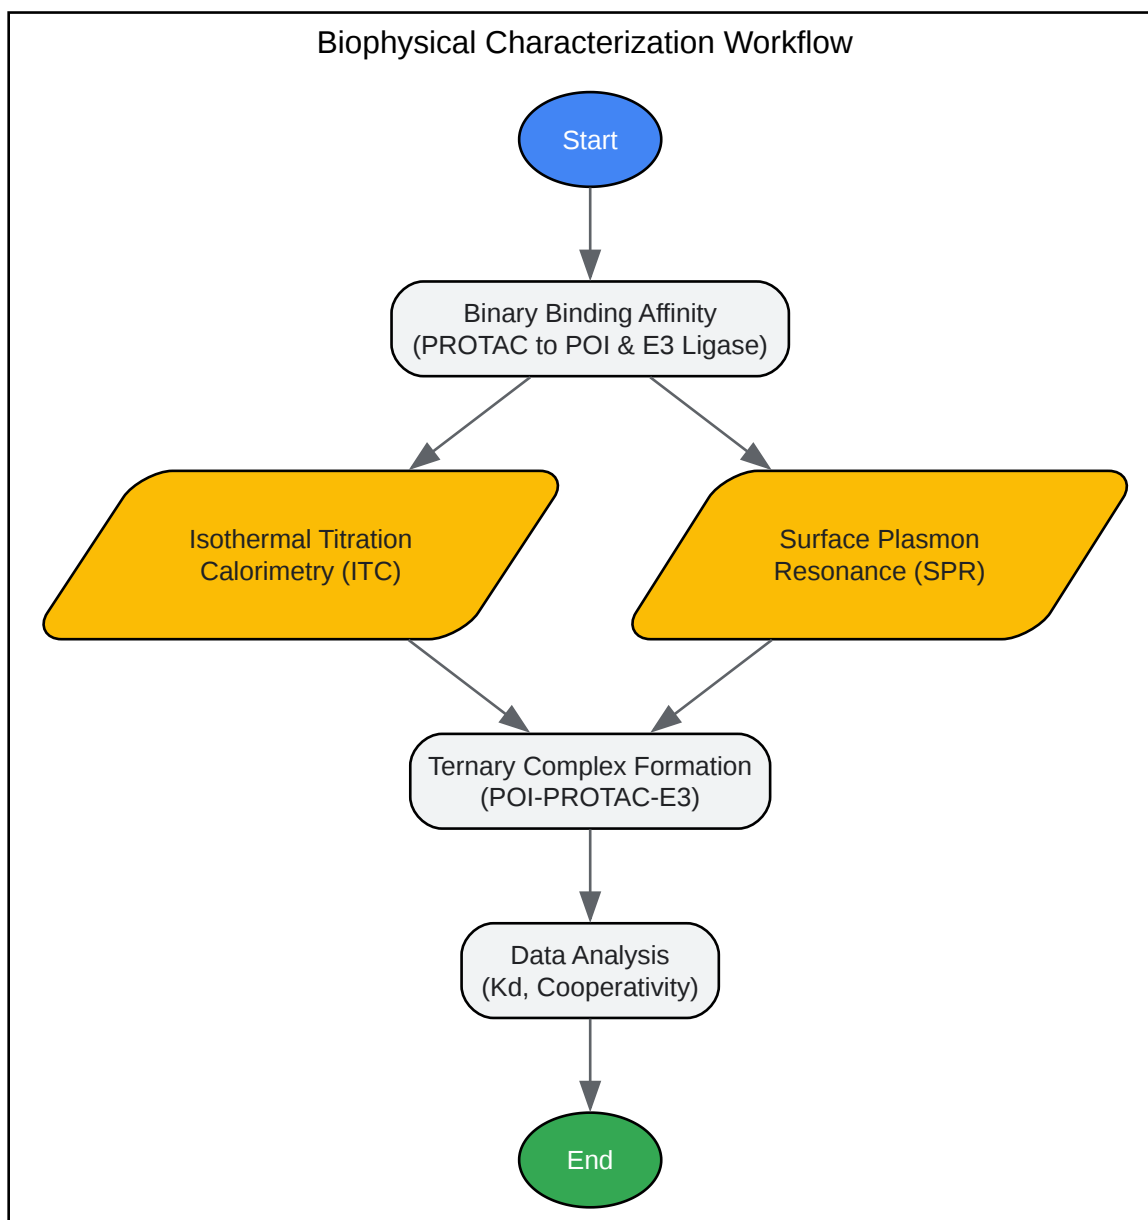 Biophysical Characterization Workflow
Start
Binary Binding Affinity
(PROTAC to POI & E3 Ligase)
Isothermal Titration
Calorimetry (ITC)
Surface Plasmon
Resonance (SPR)
Ternary Complex Formation
(POI-PROTAC-E3)
Data Analysis
(Kd, Cooperativity)
End